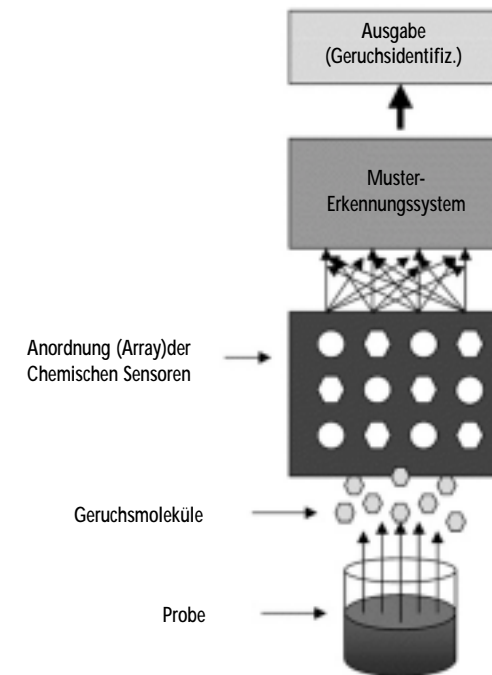 Ausgabe
(Geruchsidentifiz.)
Muster-
Erkennungssystem
Anordnung (Array)der
Chemischen Sensoren
Geruchsmoleküle
Probe